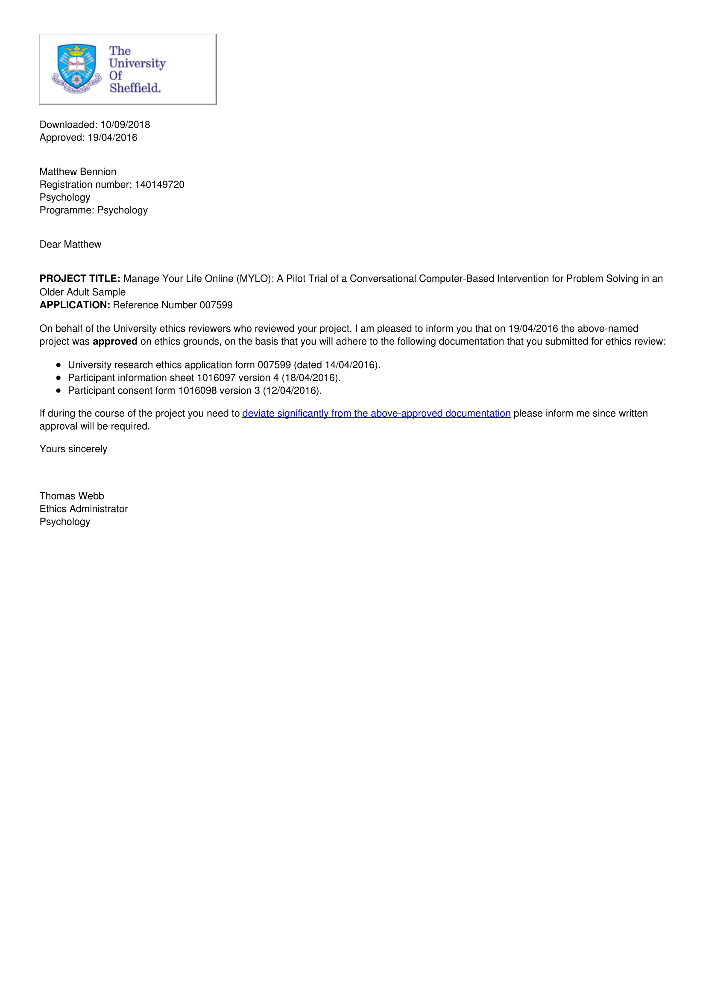 The
University
Of
Sheffield.
Downloaded: 10/09/2018
Approved: 19/04/2016
Matthew Bennion
Registration number: 140149720
Psychology
Programme: Psychology
Dear Matthew
PROJECT TITLE: Manage Your Life Online (MYLO): A Pilot Trial of a Conversational Computer-Based Intervention for Problem Solving in an
Older Adult Sample
APPLICATION: Reference Number 007599
On behalf of the University ethics reviewers who reviewed your project, I am pleased to inform you that on 19/04/2016 the above-named
project was approved on ethics grounds, on the basis that you will adhere to the following documentation that you submitted for ethics review:
University research ethics application form 007599 (dated 14/04/2016).
Participant information sheet 1016097 version 4 (18/04/2016).
Participant consent form 1016098 version 3 (12/04/2016).
If during the course of the project you need to deviate significantly from the above-approved documentation please inform me since written
approval will be required.
Yours sincerely
Thomas Webb
Ethics Administrator
Psychology